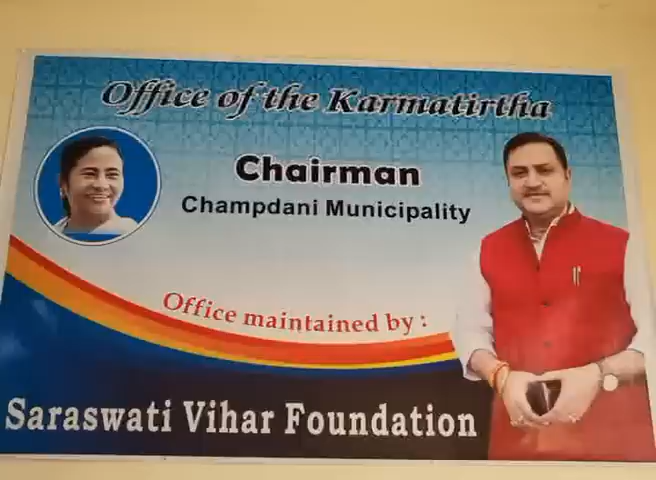 Office of the Karmatirtha
Chairman
Champdani Municipality
Office maintained by :
Saraswati Vihar Foundation